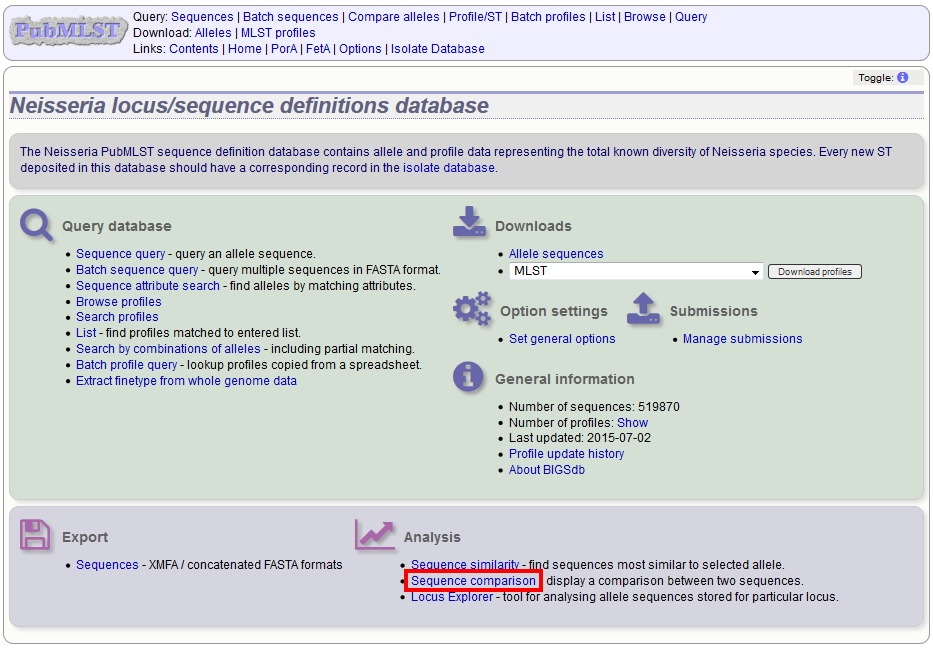 PubMLST
Query: Sequences | Batch sequences | Compare alleles | Profile/ST | Batch profiles | List | Browse | Query
Download: Alleles | MLST profiles
Links: Contents | Home | PorA | FetA | Options | Isolate Database
Toggle: i
Neisseria locus/sequence definitions database
The Neisseria PubMLST sequence definition database contains allele and profile data representing the total known diversity of Neisseria species. Every new ST
deposited in this database should have a corresponding record in the isolate database.
Query database
• Sequence query - query an allele sequence.
• Batch sequence query - query multiple sequences in FASTA format.
• Sequence attribute search - find alleles by matching attributes.
• Browse profiles
• Search profiles
• List - find profiles matched to entered list.
• Search by combinations of alleles - including partial matching.
• Batch profile query - lookup profiles copied from a spreadsheet.
• Extract finetype from whole genome data
Downloads
• Allele sequences
• MLST Download profiles
Option settings
• Set general options
Submissions
• Manage submissions
General information
• Number of sequences: 519870
• Number of profiles: Show
• Last updated: 2015-07-02
• Profile update history
• About BIGSdb
Export
• Sequences - XMFA / concatenated FASTA formats
Analysis
• Sequence similarity - find sequences most similar to selected allele.
• Sequence comparison display a comparison between two sequences.
• Locus Explorer - tool for analysing allele sequences stored for particular locus.